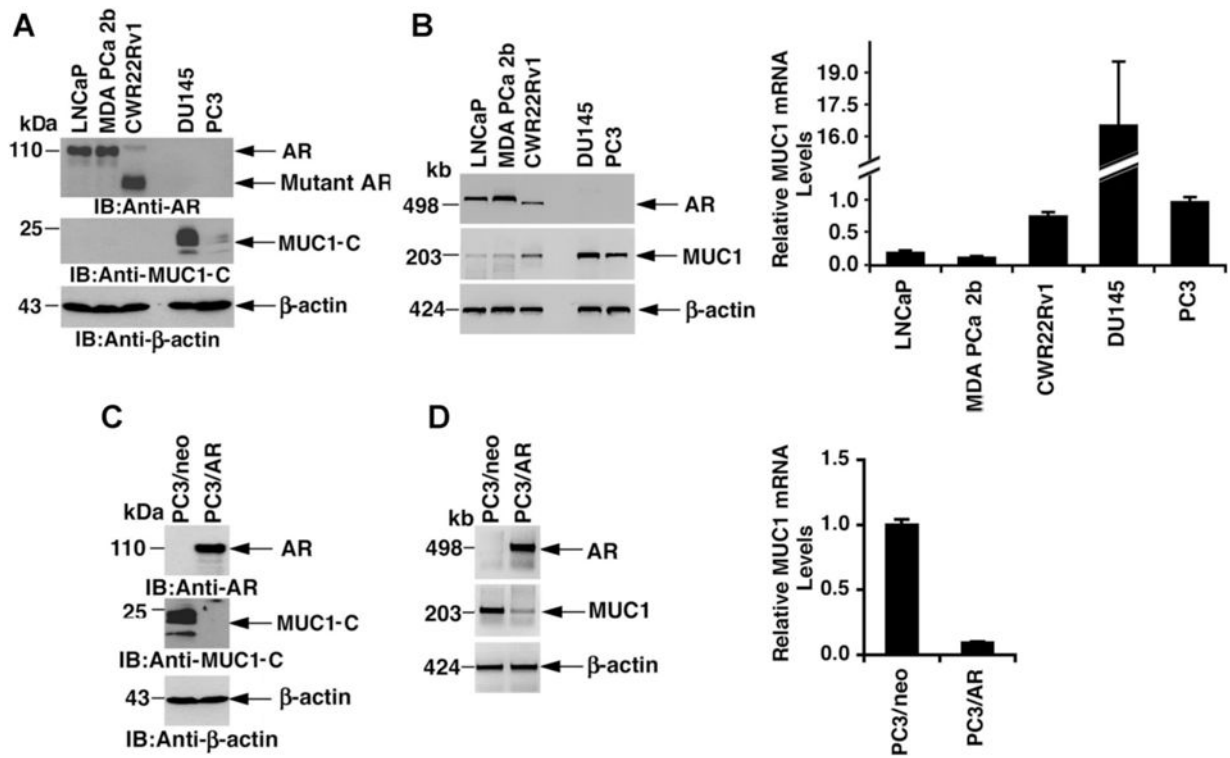 A
LNCaP
MDA PCa 2b
CWR22Rv1
DU145
PC3
kDa
110
AR
Mutant AR
IB:Anti-AR
25
MUC1-C
IB:Anti-MUC1-C
43
β-actin
IB:Anti-β-actin
B
LNCaP
MDA PCa 2b
CWR22Rv1
DU145
PC3
kb
498
AR
203
MUC1
424
β-actin
Relative MUC1 mRNA
Levels
19.0
17.5
16.0
1.0
0.5
0.0
LNCaP
MDA PCa 2b
CWR22Rv1
DU145
PC3
C
PC3/neo
PC3/AR
kDa
110
AR
IB:Anti-AR
25
MUC1-C
IB:Anti-MUC1-C
43
β-actin
IB:Anti-β-actin
D
PC3/neo
PC3/AR
kb
498
AR
203
MUC1
424
β-actin
Relative MUC1 mRNA
Levels
1.5
1.0
0.5
0.0
PC3/neo
PC3/AR